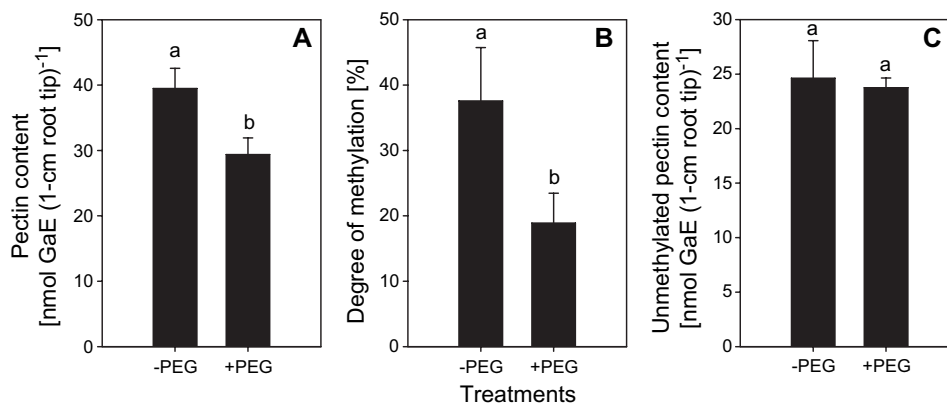 A
Pectin content
[nmol GaE (1-cm root tip)⁻¹]
50
40
30
20
10
0
a
b
-PEG +PEG
B
Degree of methylation [%]
50
40
30
20
10
0
a
b
-PEG +PEG
Treatments
C
Unmethylated pectin content
[nmol GaE (1-cm root tip)⁻¹]
30
25
20
15
10
5
0
a
a
-PEG +PEG